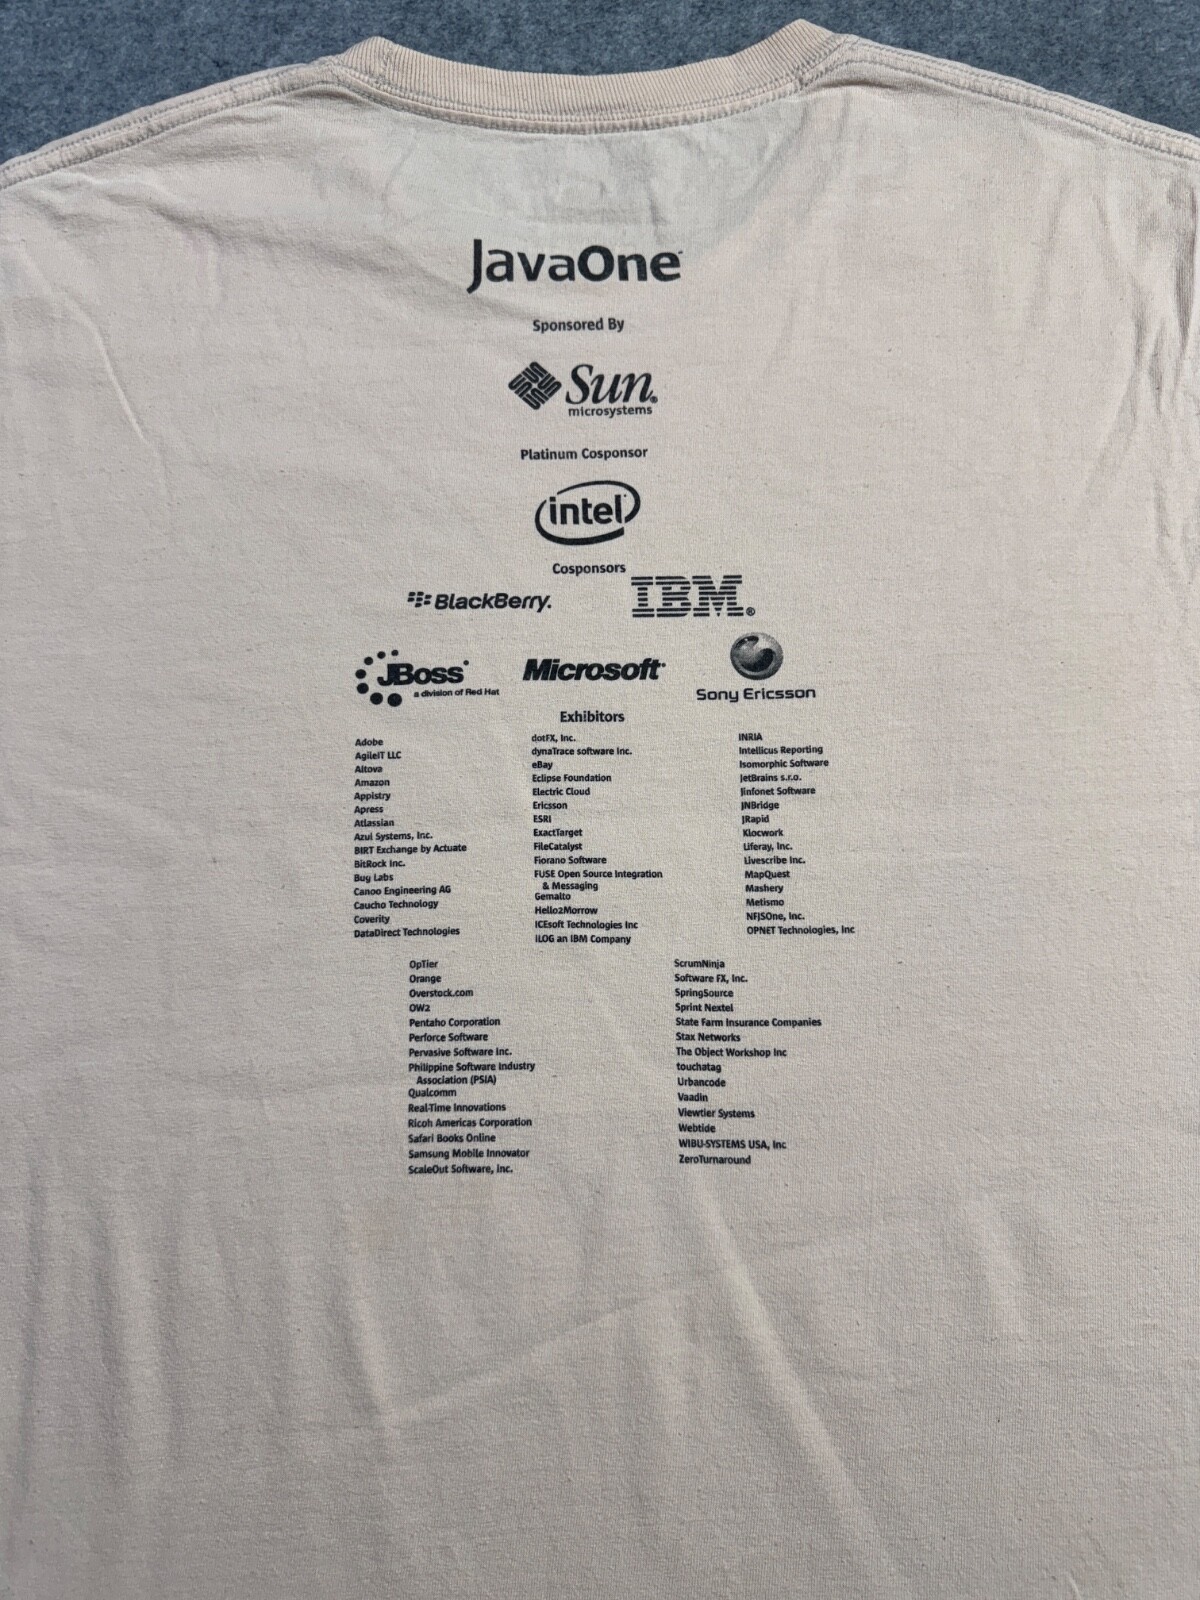 JavaOne
Sponsored By
Sun®
microsystems
Platinum Cosponsor
intel
Cosponsors
BlackBerry.
IBM®
JBoss
a division of Red Hat
Microsoft
Sony Ericsson
Exhibitors
Adobe
AgileIT LLC
Altova
Amazon
Appistry
Apress
Atlassian
Azul Systems, Inc.
BIRT Exchange by Actuate
BitRock Inc.
Bug Labs
Canoo Engineering AG
Caucho Technology
Coverity
DataDirect Technologies
dotFX, Inc.
dynaTrace software Inc.
eBay
Eclipse Foundation
Electric Cloud
Ericsson
ESRI
ExactTarget
FileCatalyst
Fiorano Software
FUSE Open Source Integration
& Messaging
Gemalto
Hello2Morrow
ICEsoft Technologies Inc
ILOG an IBM Company
INRIA
Intellicus Reporting
Isomorphic Software
JetBrains s.r.o.
Jinfonet Software
JNBridge
JRapid
Klocwork
Liferay, Inc.
Livescribe Inc.
MapQuest
Mashery
Metismo
NFJSOne, Inc.
OPNET Technologies, Inc
OpTier
Orange
Overstock.com
OW2
Pentaho Corporation
Perforce Software
Pervasive Software Inc.
Philippine Software Industry
Association (PSIA)
Qualcomm
Real-Time Innovations
Ricoh Americas Corporation
Safari Books Online
Samsung Mobile Innovator
ScaleOut Software, Inc.
ScrumNinja
Software FX, Inc.
SpringSource
Sprint Nextel
State Farm Insurance Companies
Stax Networks
The Object Workshop Inc
touchatag
Urbancode
Vaadin
Viewtier Systems
Webtide
WIBU-SYSTEMS USA, Inc
ZeroTurnaround